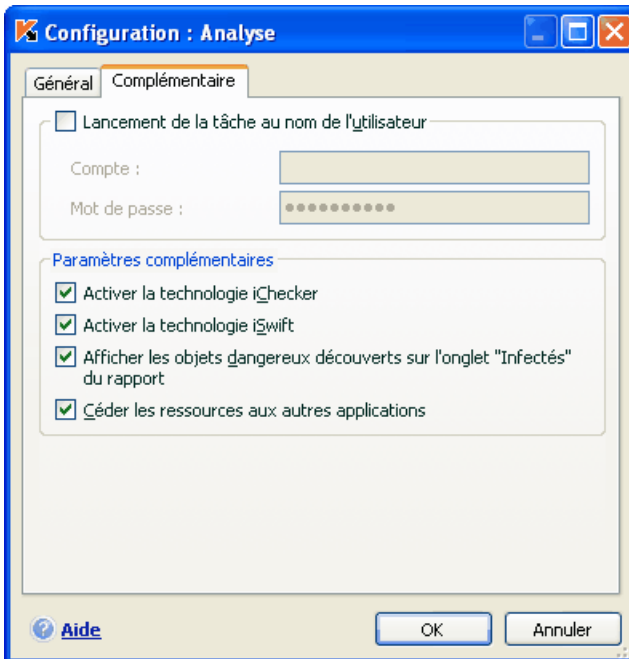 Configuration : Analyse
Général
Complémentaire
Lancement de la tâche au nom de l'utilisateur
Compte :
Mot de passe :
Paramètres complémentaires
Activer la technologie iChecker
Activer la technologie iSwift
Afficher les objets dangereux découverts sur l'onglet "Infectés"
du rapport
Céder les ressources aux autres applications
Aide
OK
Annuler